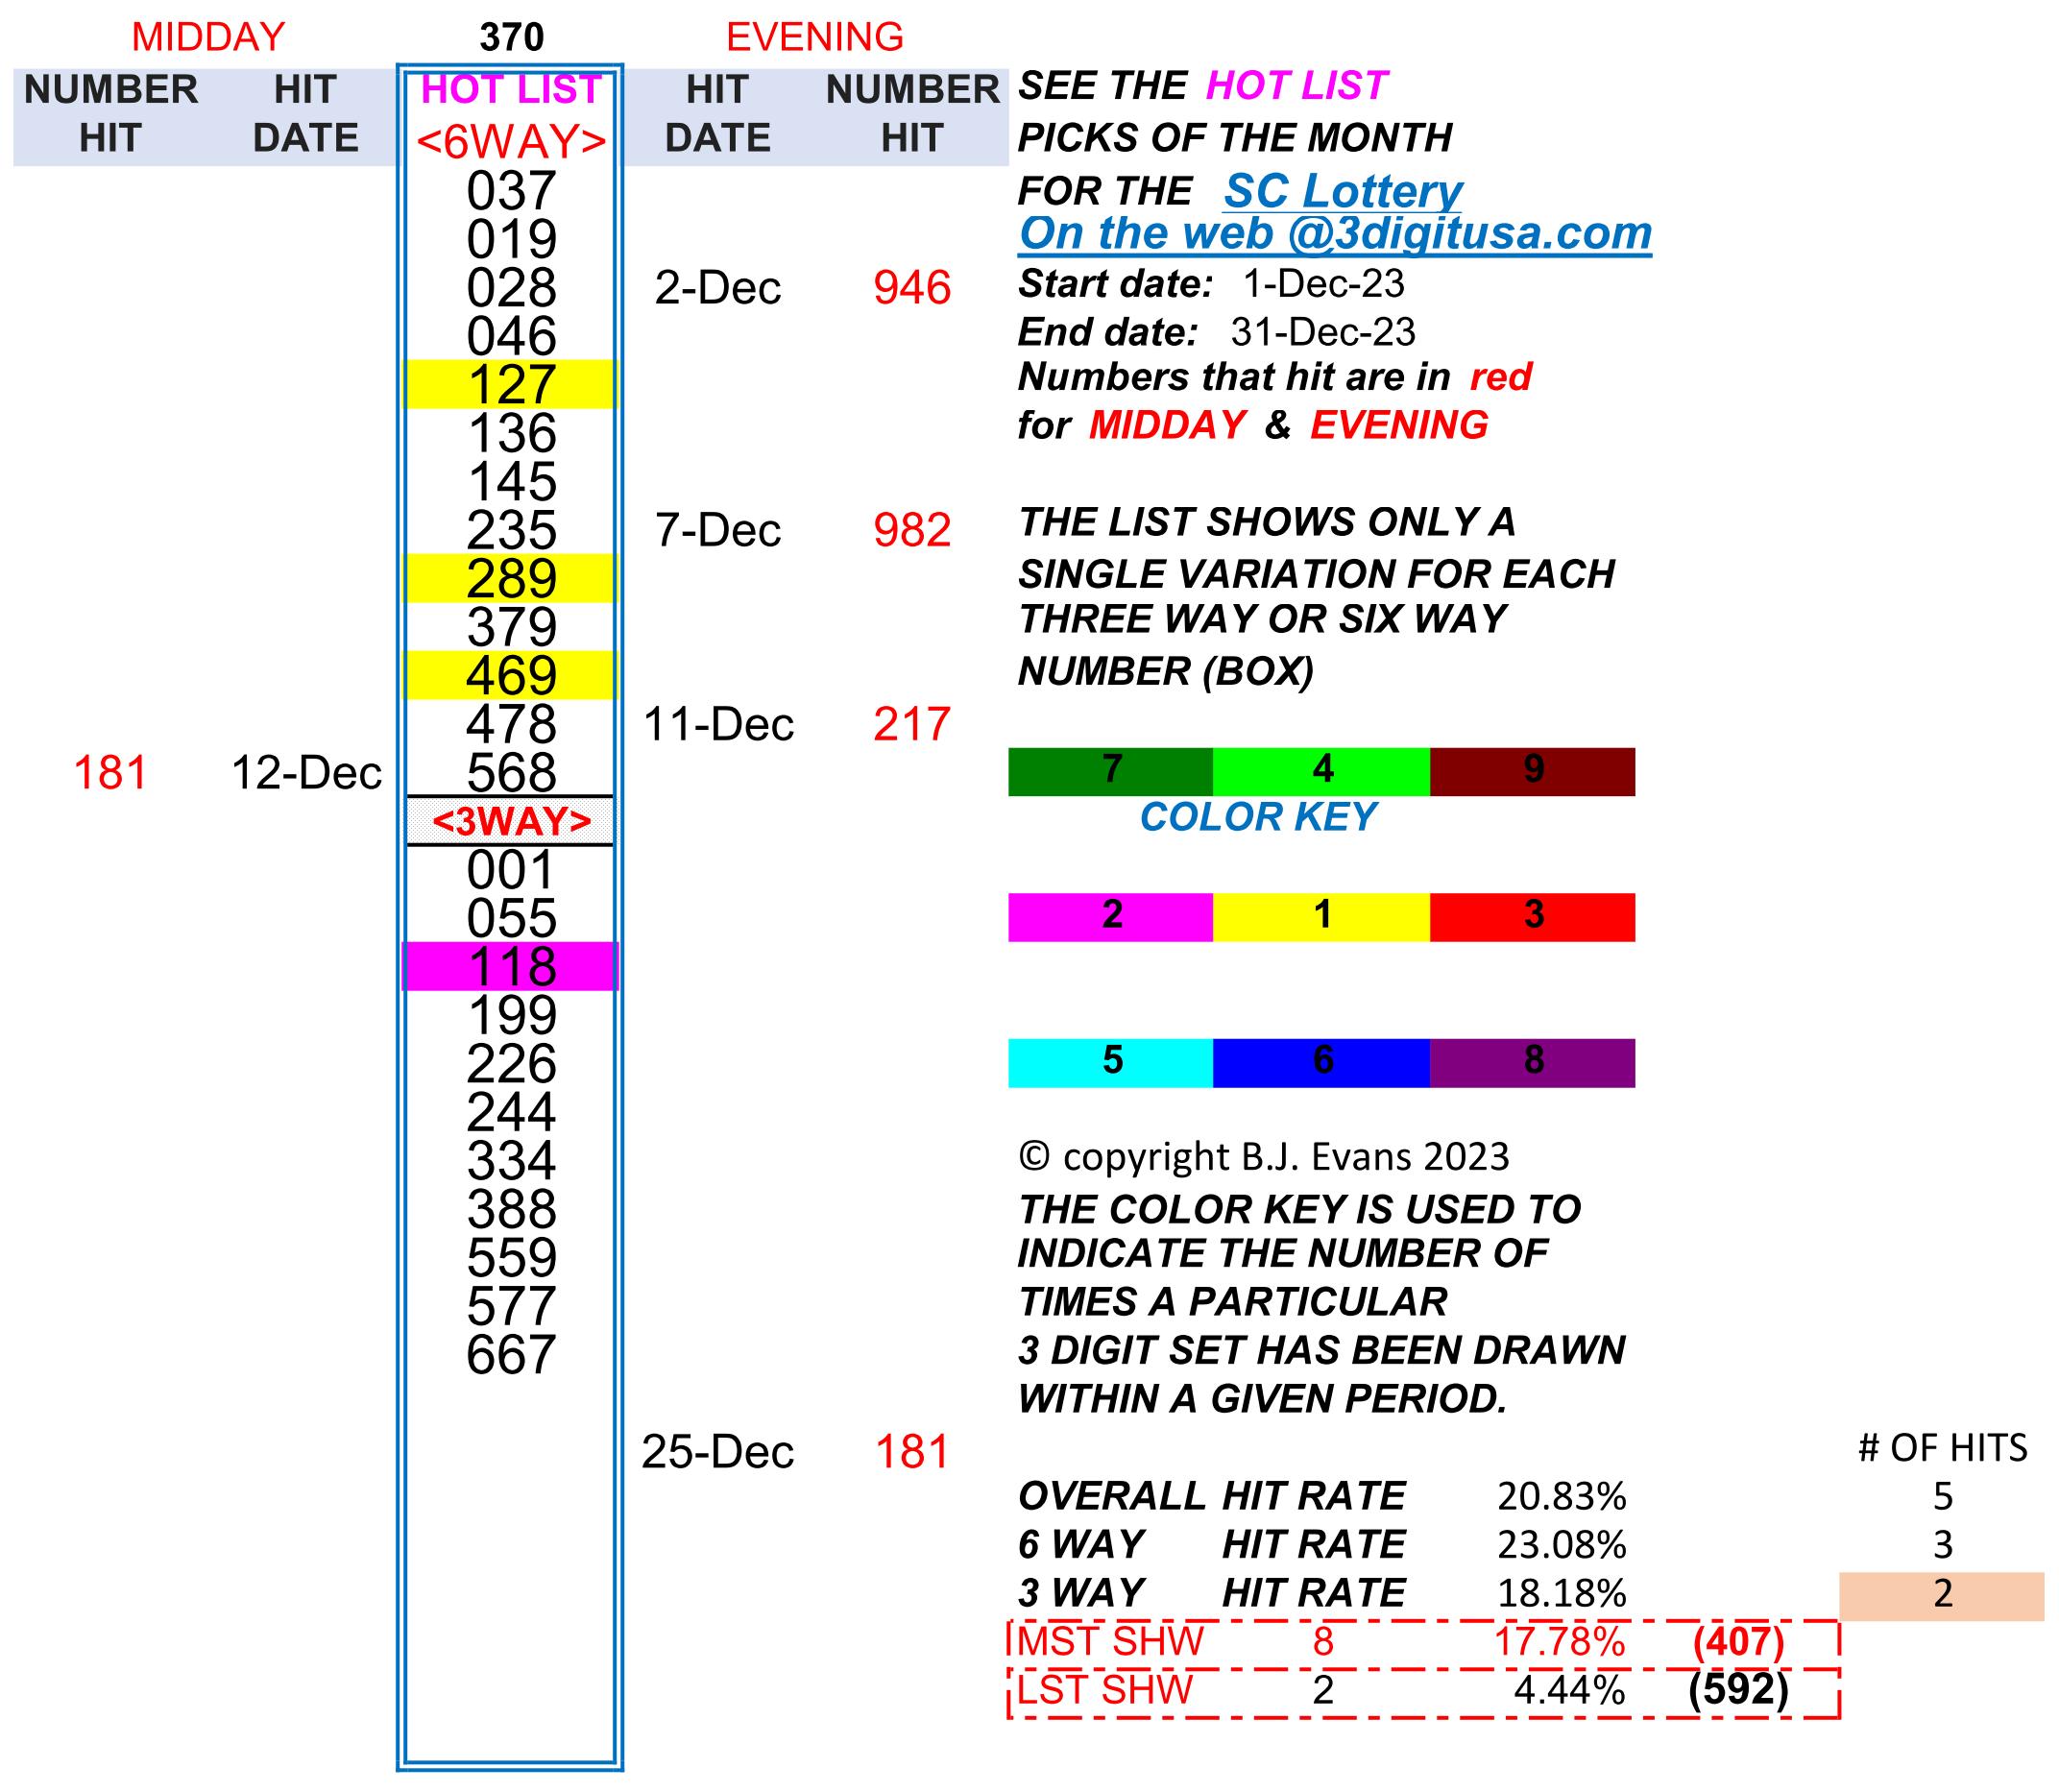 MIDDAY 370 EVENING
NUMBER HIT HOT LIST HIT NUMBER SEE THE HOT LIST
HIT DATE <6WAY> DATE HIT PICKS OF THE MONTH
037 FOR THE SC Lottery
019 On the web @3digitusa.com
028 2-Dec 946 Start date: 1-Dec-23
046 End date: 31-Dec-23
127 Numbers that hit are in red
136 for MIDDAY & EVENING
145
235 7-Dec 982 THE LIST SHOWS ONLY A
289 SINGLE VARIATION FOR EACH
379 THREE WAY OR SIX WAY
469 NUMBER (BOX)
478 11-Dec 217
181 12-Dec 568 7 4 9
<3WAY> COLOR KEY
001
055 2 1 3
118
199
226 5 6 8
244
334 © copyright B.J. Evans 2023
388 THE COLOR KEY IS USED TO
559 INDICATE THE NUMBER OF
577 TIMES A PARTICULAR
667 3 DIGIT SET HAS BEEN DRAWN
WITHIN A GIVEN PERIOD.
25-Dec 181 # OF HITS
OVERALL HIT RATE 20.83% 5
6 WAY HIT RATE 23.08% 3
3 WAY HIT RATE 18.18% 2
MST SHW 8 17.78% (407)
LST SHW 2 4.44% (592)